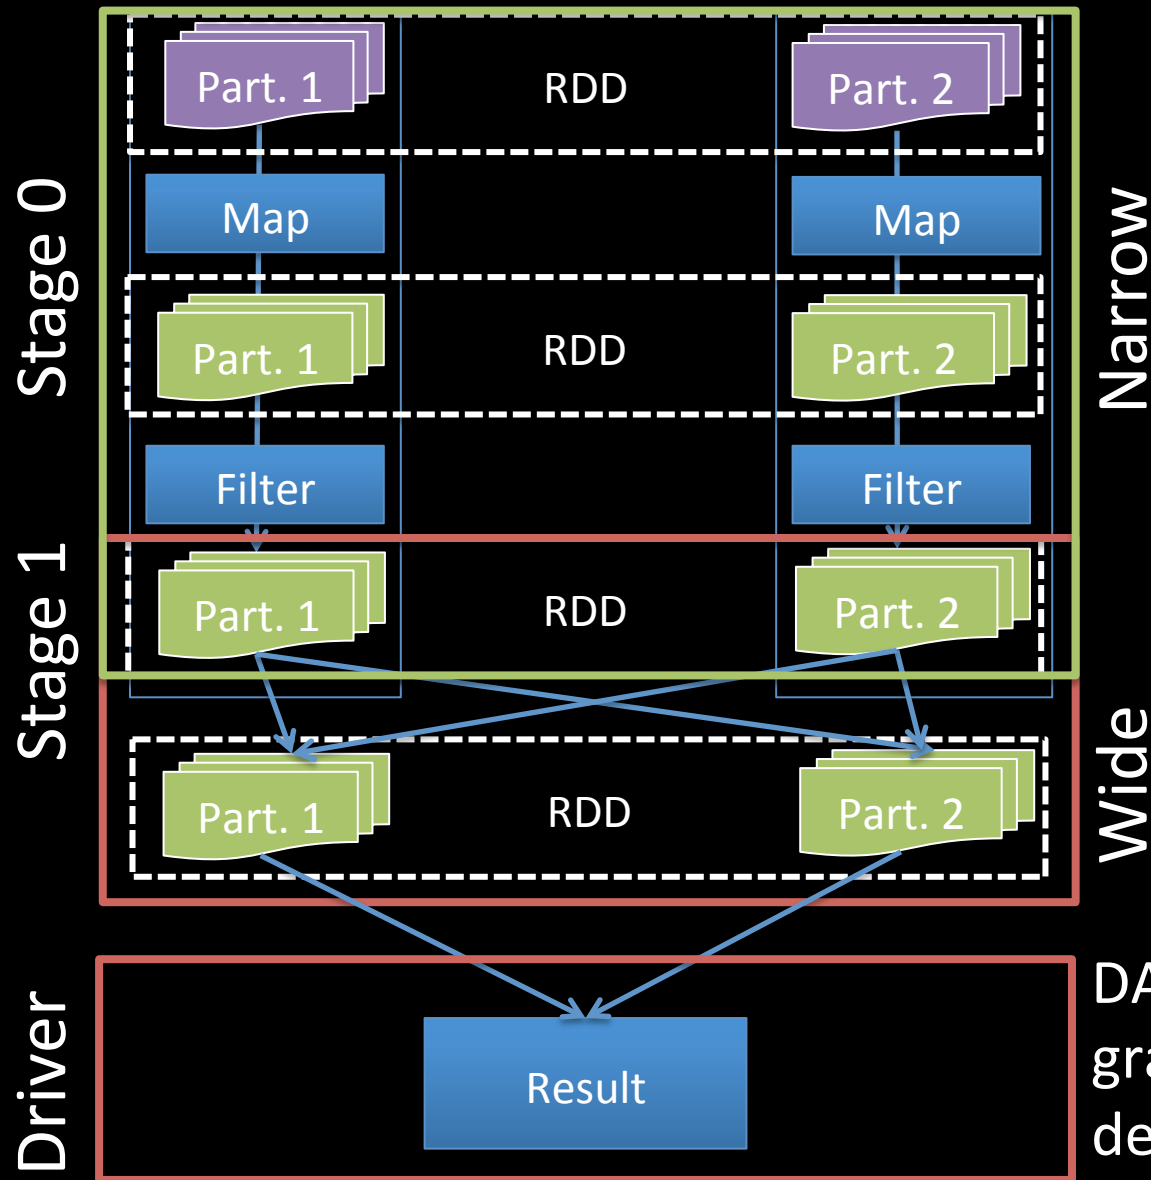 Part. 1 RDD Part. 2
Stage 0
Map Map
Narrow
Part. 1 RDD Part. 2
Filter Filter
Stage 1
Part. 1 RDD Part. 2
Wide
Part. 1 RDD Part. 2
Driver
Result
DA
gra
de